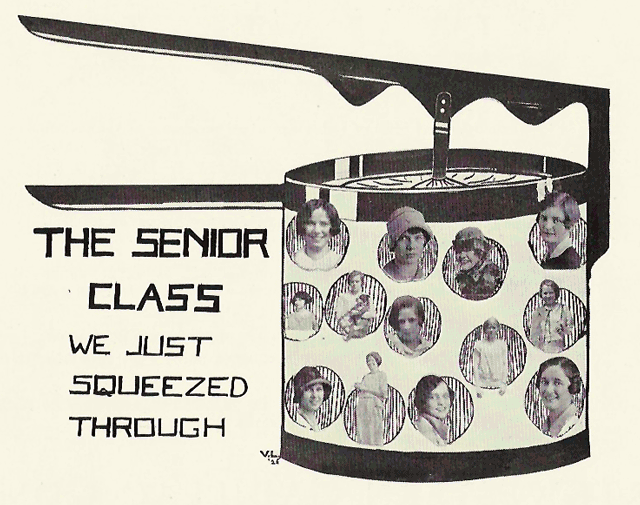 THE SENIOR
CLASS
WE JUST
SQUEEZED
THROUGH
V.L.